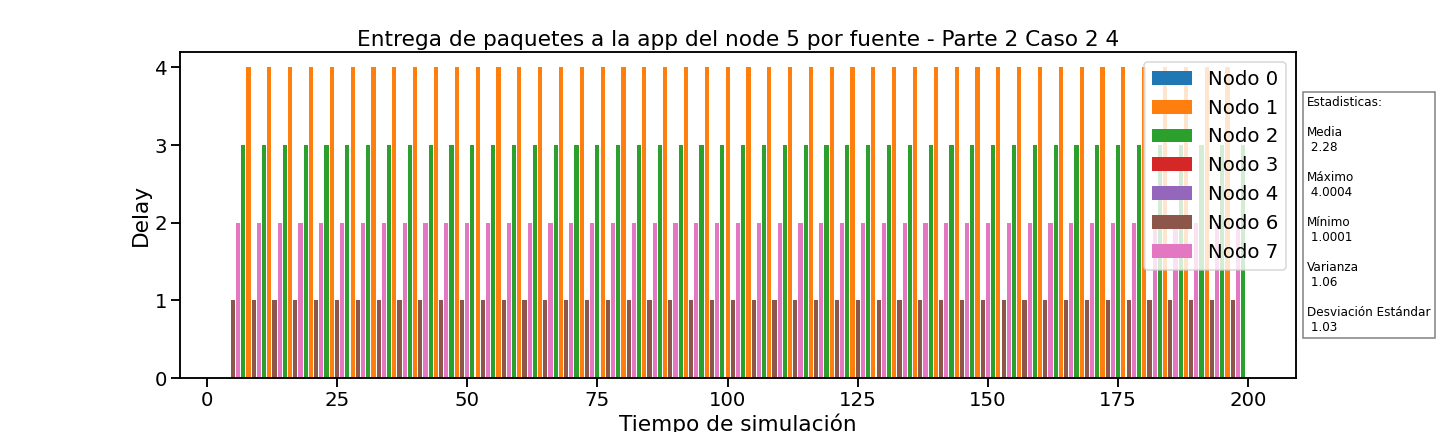 Entrega de paquetes a la app del node 5 por fuente - Parte 2 Caso 2 4
Delay
4
3
2
1
0
0 25 50 75 100 125 150 175 200
Tiempo de simulación
Nodo 0
Nodo 1
Nodo 2
Nodo 3
Nodo 4
Nodo 6
Nodo 7
Estadisticas:
Media
2.28
Máximo
4.0004
Mínimo
1.0001
Varianza
1.06
Desviación Estándar
1.03